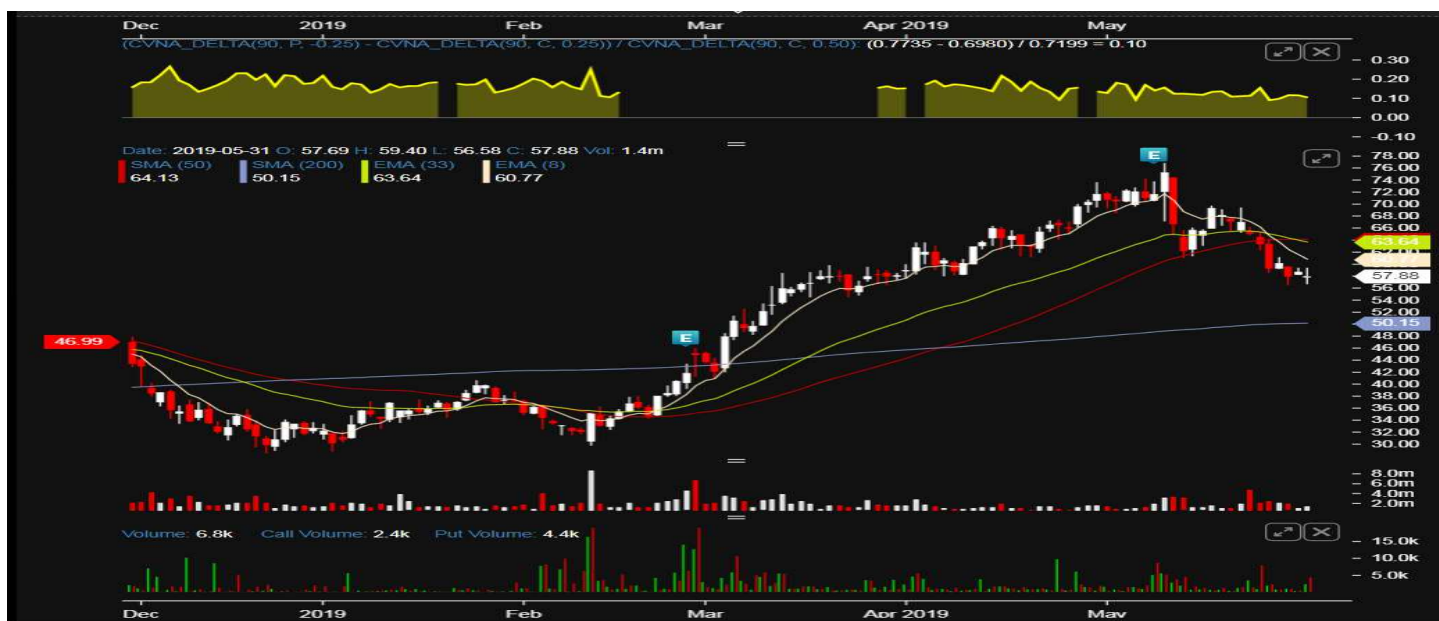 Dec 2019 Feb Mar Apr 2019 May
(CVNA_DELTA(90, P, -0.25) - CVNA_DELTA(90, C, 0.25)) / CVNA_DELTA(90, C, 0.50): (0.7735 - 0.6980) / 0.7199 = 0.10
0.30
0.20
0.10
0.00
-0.10
Date: 2019-05-31 O: 57.69 H: 59.40 L: 56.58 C: 57.88 Vol: 1.4m
SMA (50) SMA (200) EMA (33) EMA (8)
64.13 50.15 63.64 60.77
E
E
46.99
78.00
76.00
74.00
72.00
70.00
68.00
66.00
63.64
62.00
60.77
57.88
56.00
54.00
52.00
50.15
48.00
46.00
44.00
42.00
40.00
38.00
36.00
34.00
32.00
30.00
8.0m
6.0m
4.0m
2.0m
Volume: 6.8k Call Volume: 2.4k Put Volume: 4.4k
15.0k
10.0k
5.0k
Dec 2019 Feb Mar Apr 2019 May